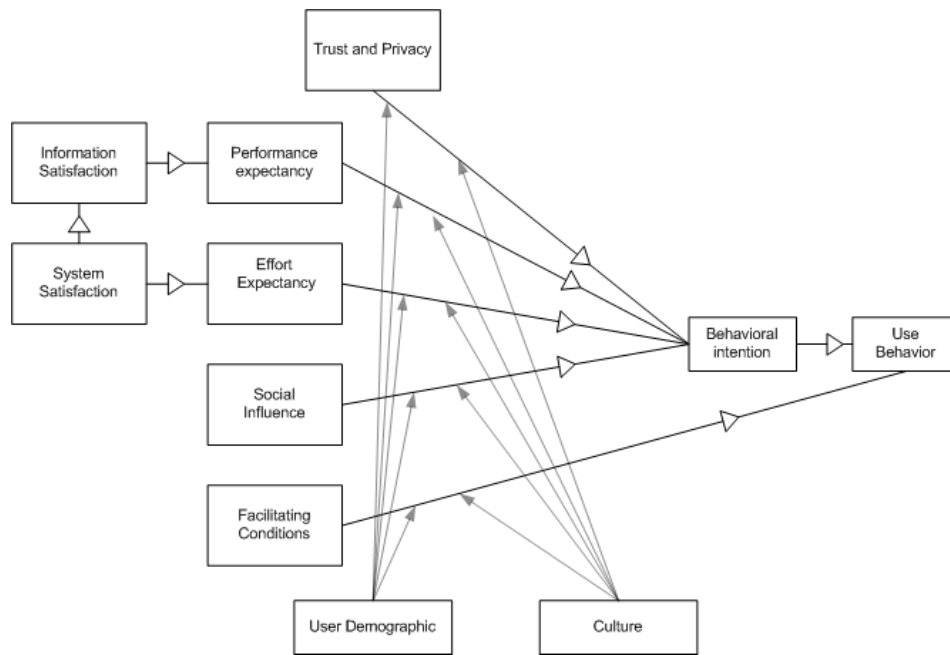 Trust and Privacy
Information
Satisfaction
Performance
expectancy
System
Satisfaction
Effort
Expectancy
Behavioral
intention
Use
Behavior
Social
Influence
Facilitating
Conditions
User Demographic
Culture